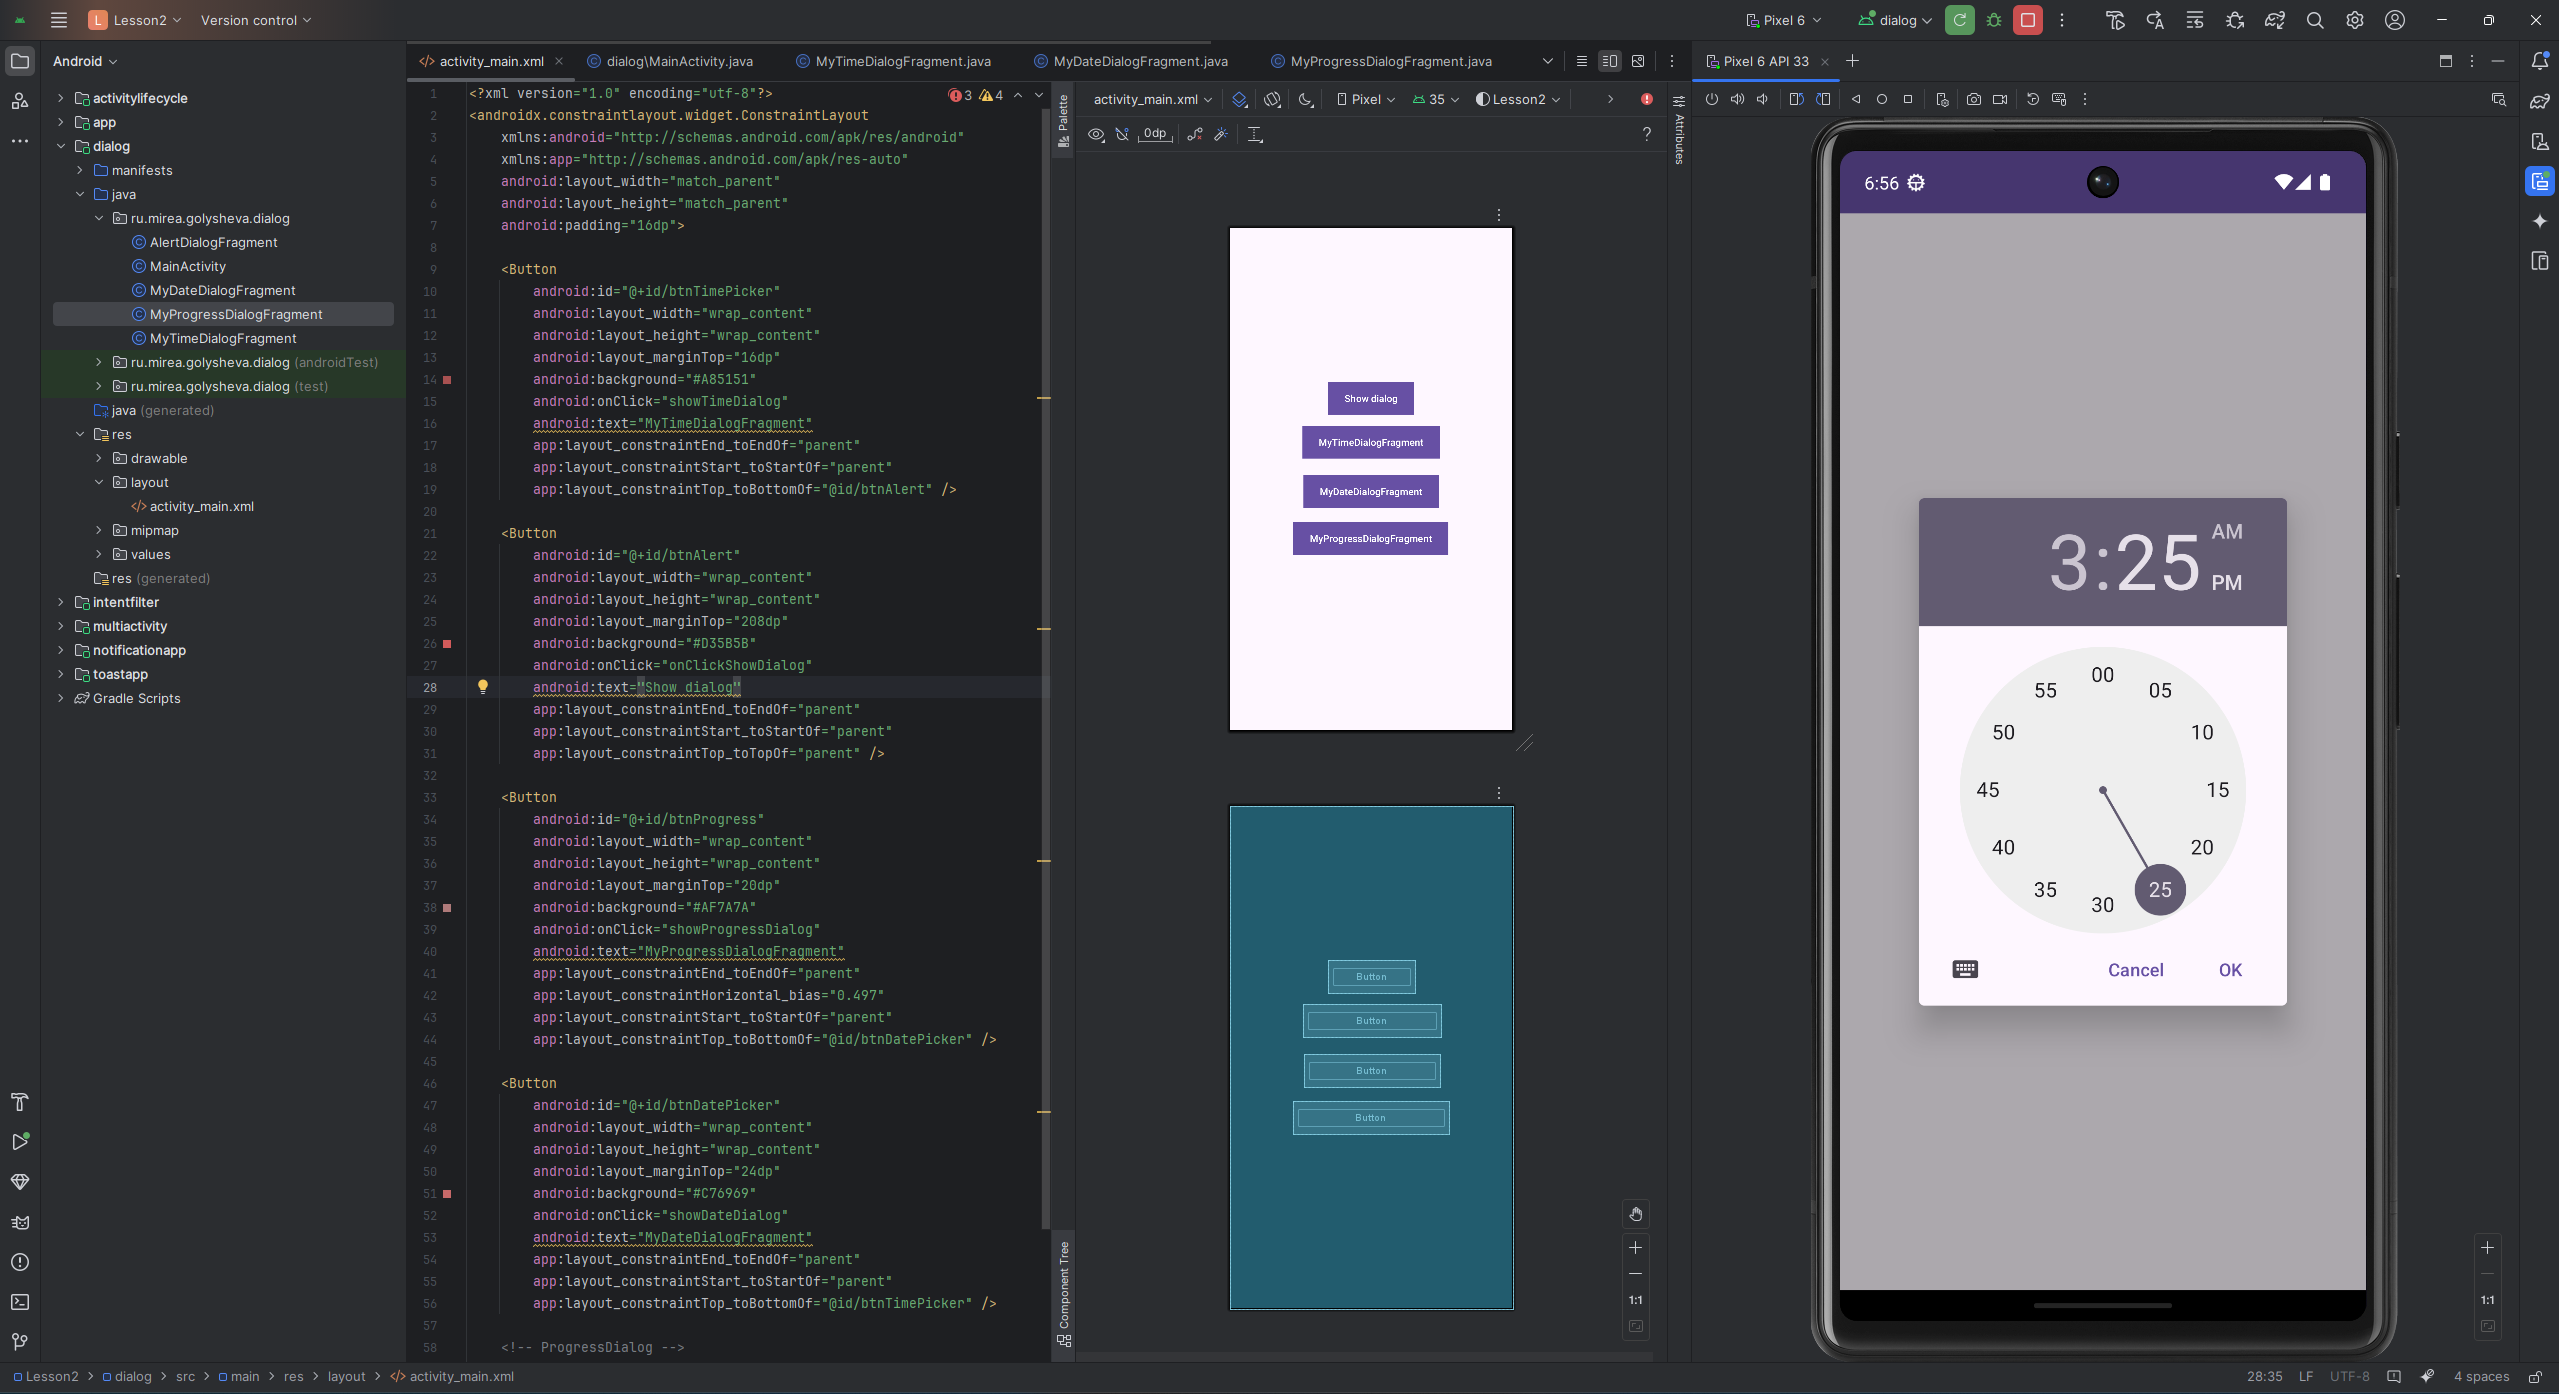 L Lesson2 Version control Pixel 6 dialog
Android
activitylifecycle
app
dialog
manifests
java
ru.mirea.golysheva.dialog
AlertDialogFragment
MainActivity
MyDateDialogFragment
MyProgressDialogFragment
MyTimeDialogFragment
ru.mirea.golysheva.dialog (androidTest)
ru.mirea.golysheva.dialog (test)
java (generated)
res
drawable
layout
activity_main.xml
mipmap
values
res (generated)
intentfilter
multiactivity
notificationapp
toastapp
Gradle Scripts
activity_main.xml dialog\MainActivity.java MyTimeDialogFragment.java MyDateDialogFragment.java MyProgressDialogFragment.java
3 4
1 <?xml version="1.0" encoding="utf-8"?>
2 <androidx.constraintlayout.widget.ConstraintLayout
3 xmlns:android="http://schemas.android.com/apk/res/android"
4 xmlns:app="http://schemas.android.com/apk/res-auto"
5 android:layout_width="match_parent"
6 android:layout_height="match_parent"
7 android:padding="16dp">
8
9 <Button
10 android:id="@+id/btnTimePicker"
11 android:layout_width="wrap_content"
12 android:layout_height="wrap_content"
13 android:layout_marginTop="16dp"
14 android:background="#A85151"
15 android:onClick="showTimeDialog"
16 android:text="MyTimeDialogFragment"
17 app:layout_constraintEnd_toEndOf="parent"
18 app:layout_constraintStart_toStartOf="parent"
19 app:layout_constraintTop_toBottomOf="@id/btnAlert" />
20
21 <Button
22 android:id="@+id/btnAlert"
23 android:layout_width="wrap_content"
24 android:layout_height="wrap_content"
25 android:layout_marginTop="208dp"
26 android:background="#D35B5B"
27 android:onClick="onClickShowDialog"
28 android:text="Show dialog"
29 app:layout_constraintEnd_toEndOf="parent"
30 app:layout_constraintStart_toStartOf="parent"
31 app:layout_constraintTop_toTopOf="parent" />
32
33 <Button
34 android:id="@+id/btnProgress"
35 android:layout_width="wrap_content"
36 android:layout_height="wrap_content"
37 android:layout_marginTop="20dp"
38 android:background="#AF7A7A"
39 android:onClick="showProgressDialog"
40 android:text="MyProgressDialogFragment"
41 app:layout_constraintEnd_toEndOf="parent"
42 app:layout_constraintHorizontal_bias="0.497"
43 app:layout_constraintStart_toStartOf="parent"
44 app:layout_constraintTop_toBottomOf="@id/btnDatePicker" />
45
46 <Button
47 android:id="@+id/btnDatePicker"
48 android:layout_width="wrap_content"
49 android:layout_height="wrap_content"
50 android:layout_marginTop="24dp"
51 android:background="#C76969"
52 android:onClick="showDateDialog"
53 android:text="MyDateDialogFragment"
54 app:layout_constraintEnd_toEndOf="parent"
55 app:layout_constraintStart_toStartOf="parent"
56 app:layout_constraintTop_toBottomOf="@id/btnTimePicker" />
57
58 <!-- ProgressDialog -->
Palette
Component Tree
activity_main.xml Pixel 35 Lesson2
0dp ?
Attributes
Show dialog
MyTimeDialogFragment
MyDateDialogFragment
MyProgressDialogFragment
Button
Button
Button
Button
1:1
Pixel 6 API 33
6:56
3:25
AM
PM
00
55 05
50 10
45 15
40 20
35 25
30
Cancel OK
1:1
Lesson2 dialog src main res layout activity_main.xml
28:35 LF UTF-8 4 spaces